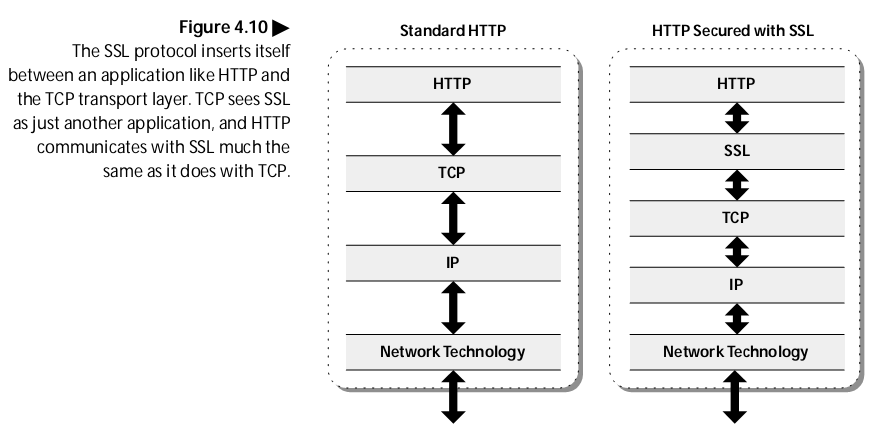 Figure 4.10 ▶
The SSL protocol inserts itself
between an application like HTTP and
the TCP transport layer. TCP sees SSL
as just another application, and HTTP
communicates with SSL much the
same as it does with TCP.
Standard HTTP
HTTP
TCP
IP
Network Technology
HTTP Secured with SSL
HTTP
SSL
TCP
IP
Network Technology